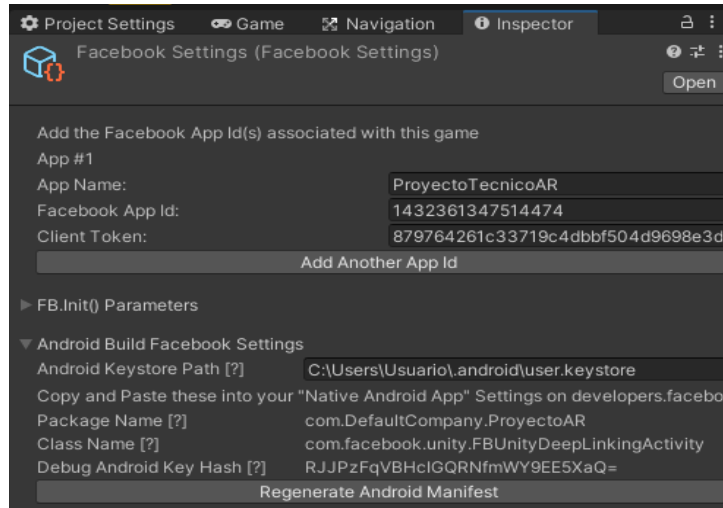 Project Settings Game Navigation Inspector
Facebook Settings (Facebook Settings)
Open
Add the Facebook App Id(s) associated with this game
App #1
App Name: ProyectoTecnicoAR
Facebook App Id: 1432361347514474
Client Token: 879764261c33719c4dbbf504d9698e3d
Add Another App Id
FB.Init() Parameters
Android Build Facebook Settings
Android Keystore Path [?] C:\Users\Usuario\.android\user.keystore
Copy and Paste these into your "Native Android App" Settings on developers.facebo
Package Name [?] com.DefaultCompany.ProyectoAR
Class Name [?] com.facebook.unity.FBUnityDeepLinkingActivity
Debug Android Key Hash [?] RJJPzFqVBHcIGQRNfmWY9EE5XaQ=
Regenerate Android Manifest